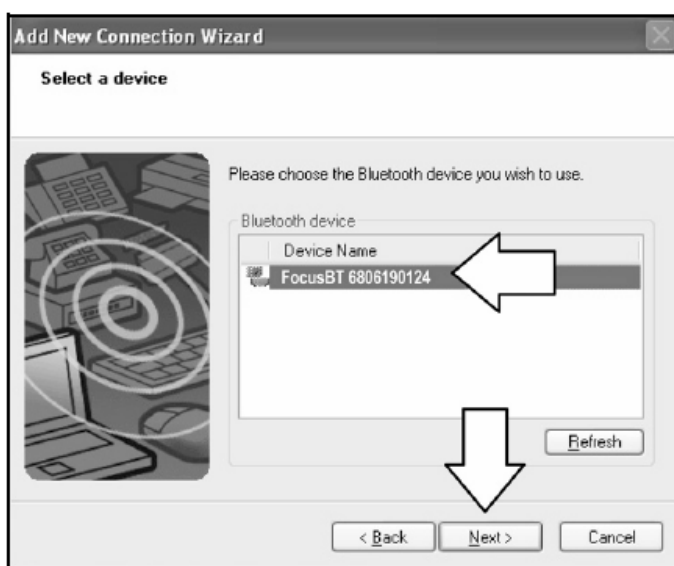 Add New Connection Wizard
Select a device
Please choose the Bluetooth device you wish to use.
Bluetooth device
Device Name
FocusBT 6806190124
Refresh
< Back
Next >
Cancel